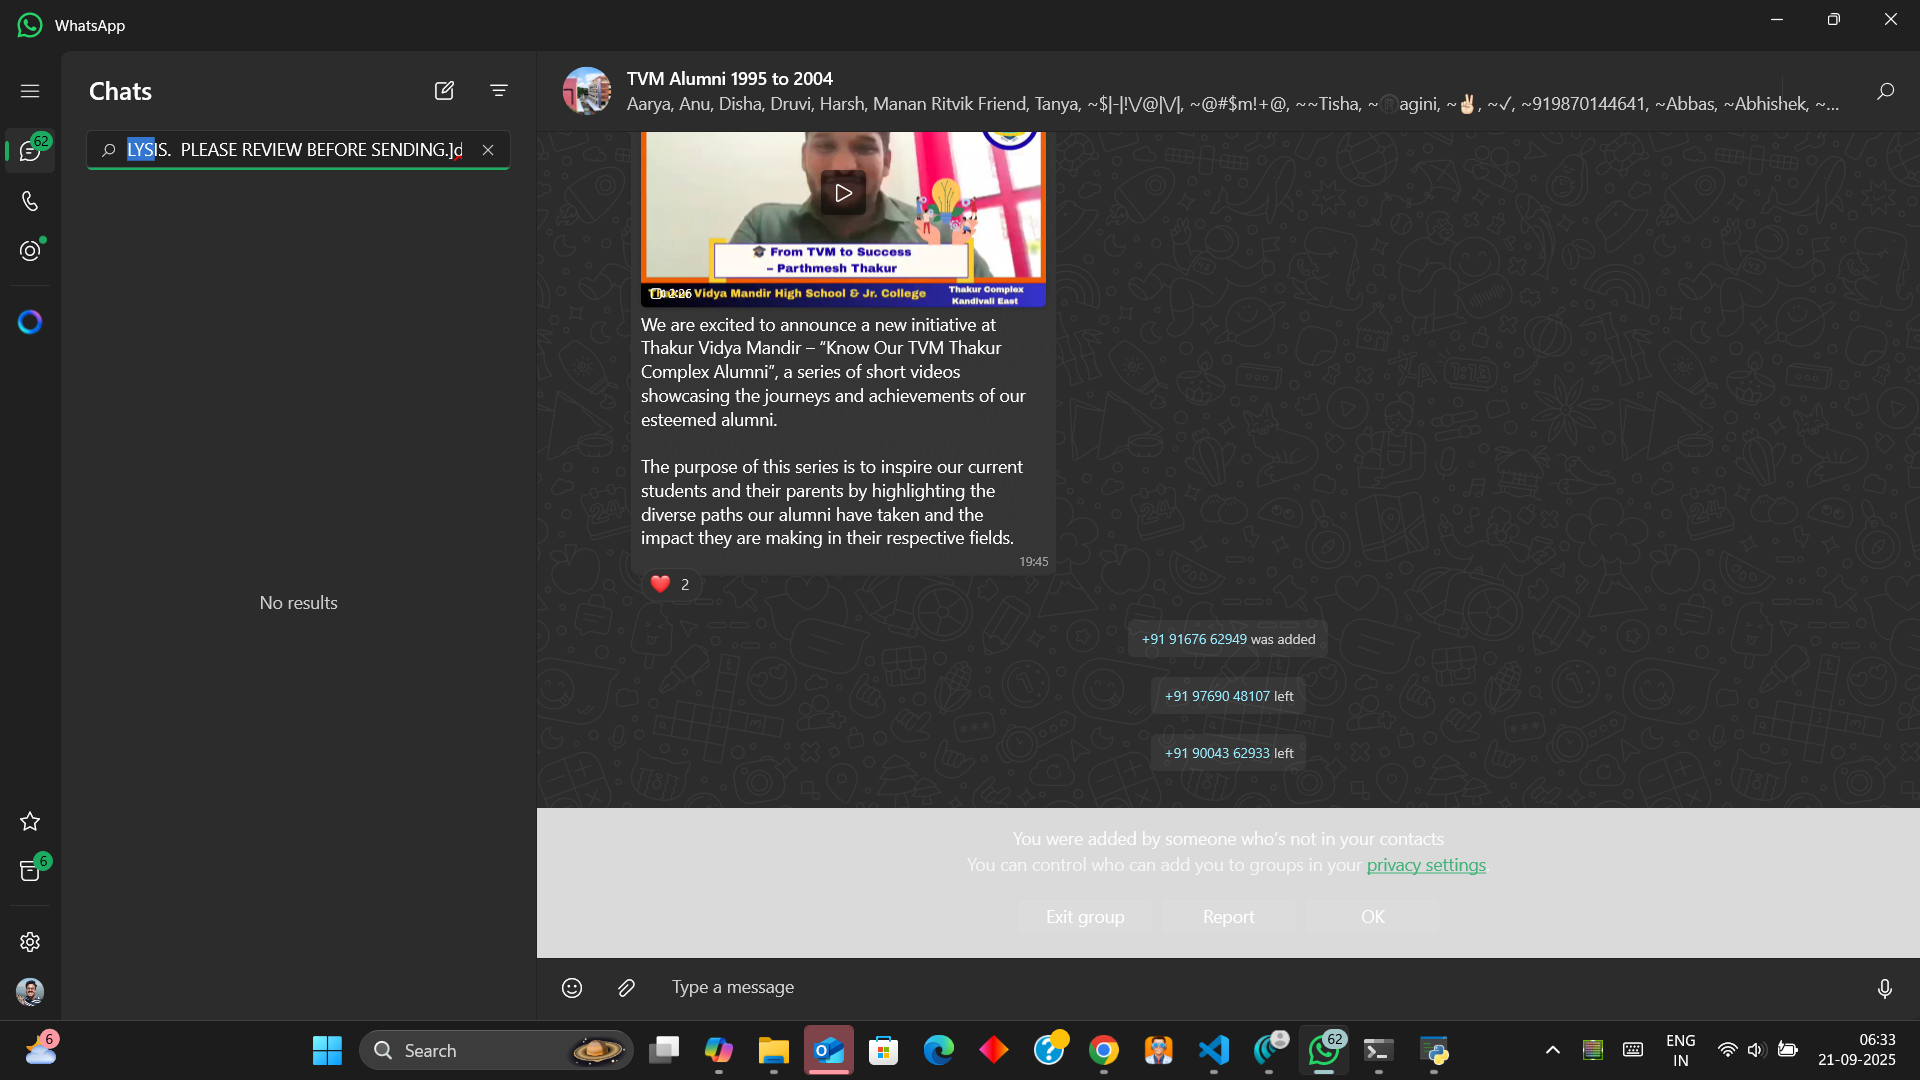 WhatsApp
Chats
62
LYSIS.  PLEASE REVIEW BEFORE SENDING.]d
No results
6
TVM Alumni 1995 to 2004
Aarya, Anu, Disha, Druvi, Harsh, Manan Ritvik Friend, Tanya, ~$|-|!\/@|\/|, ~@#$m!+@, ~~Tisha, ~Ⓡagini, ~✌🏻, ~✓, ~919870144641, ~Abbas, ~Abhishek, ~...
🎓 From TVM to Success
– Parthmesh Thakur
2:26
Vidya Mandir High School & Jr. College
Thakur Complex
Kandivali East
We are excited to announce a new initiative at
Thakur Vidya Mandir – “Know Our TVM Thakur
Complex Alumni”, a series of short videos
showcasing the journeys and achievements of our
esteemed alumni.
The purpose of this series is to inspire our current
students and their parents by highlighting the
diverse paths our alumni have taken and the
impact they are making in their respective fields.
19:45
❤️ 2
+91 91676 62949 was added
+91 97690 48107 left
+91 90043 62933 left
You were added by someone who's not in your contacts
You can control who can add you to groups in your privacy settings.
Exit group
Report
OK
Type a message
6
Search
62
ENG
IN
06:33
21-09-2025